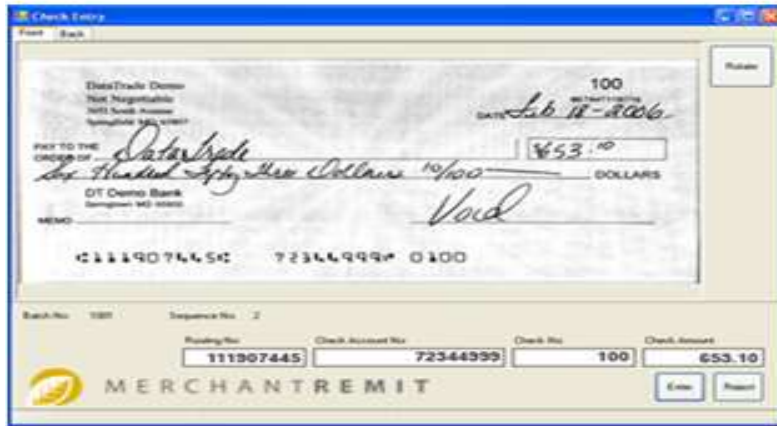 Check Entry
Front Back
Rotate
DataTrade Demo
Not Negotiable
100
DATE Feb 18-2006
PAY TO THE
ORDER OF DataTrade $653.10
Six Hundred Fifty Three Dollars 10/100 DOLLARS
DT Demo Bank
MEMO Void
⑆111907445⑆ 72344999⑈ 0100
Batch No: 1001 Sequence No: 2
Routing No: Check Account No: Check No: Check Amount:
111907445 72344999 100 653.10
MERCHANTREMIT
Enter Reject